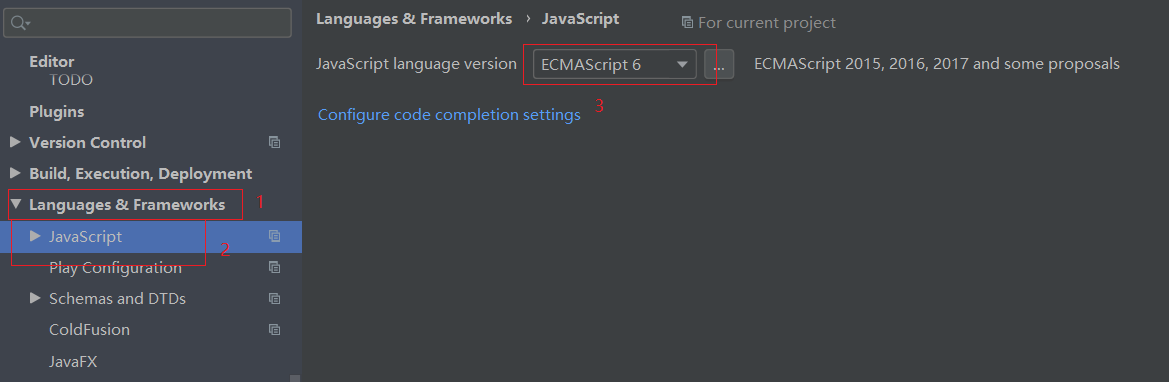 Languages & Frameworks › JavaScript
For current project
Editor
TODO
Plugins
Version Control
Build, Execution, Deployment
Languages & Frameworks
1
JavaScript
2
Play Configuration
Schemas and DTDs
ColdFusion
JavaFX
JavaScript language version
ECMAScript 6
...
ECMAScript 2015, 2016, 2017 and some proposals
3
Configure code completion settings